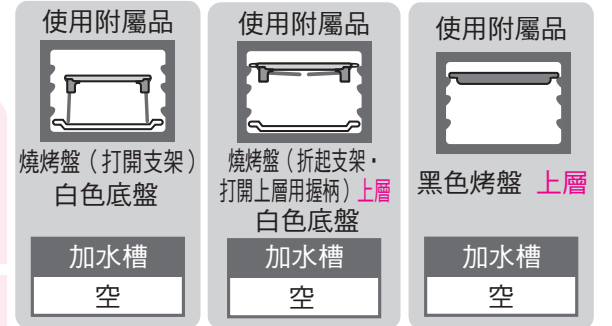 使用附屬品
燒烤盤（打開支架）
白色底盤
加水槽
空
使用附屬品
燒烤盤（折起支架・
打開上層用握柄）上層
白色底盤
加水槽
空
使用附屬品
黑色烤盤 上層
加水槽
空